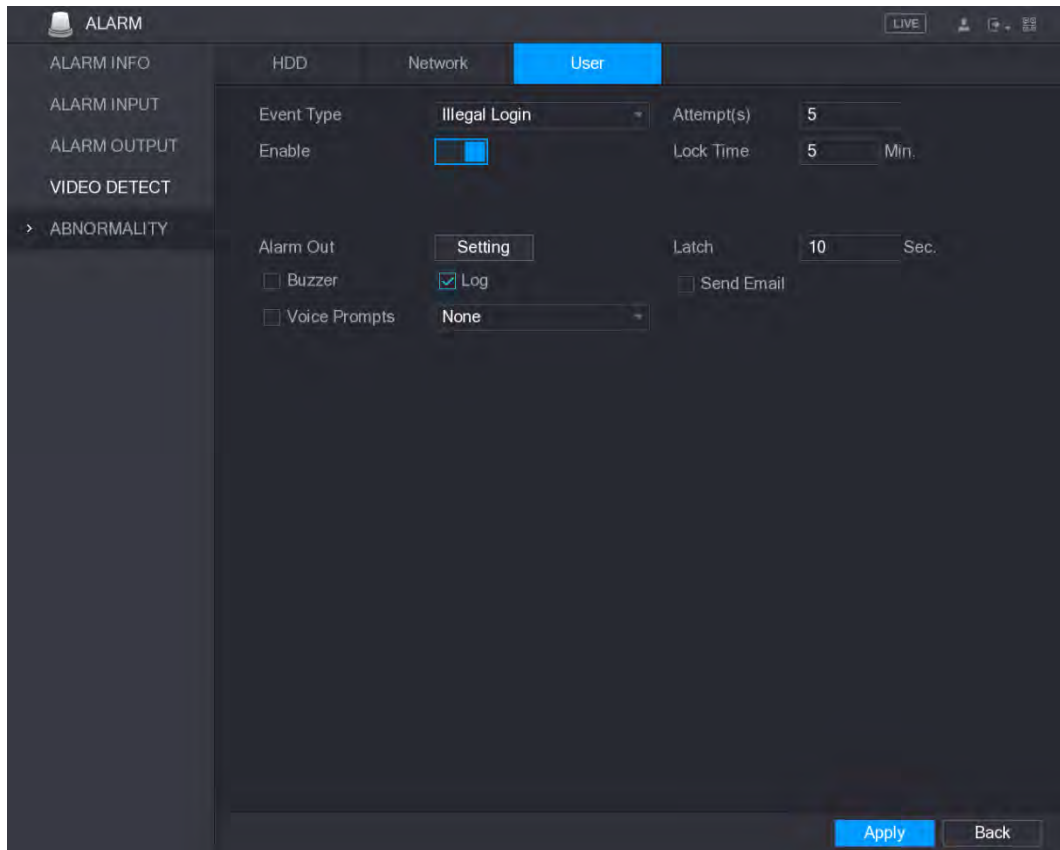 ALARM
LIVE
ALARM INFO
HDD Network User
ALARM INPUT
Event Type Illegal Login Attempt(s) 5
ALARM OUTPUT
Enable Lock Time 5 Min.
VIDEO DETECT
> ABNORMALITY
Alarm Out Setting Latch 10 Sec.
Buzzer Log Send Email
Voice Prompts None
Apply Back